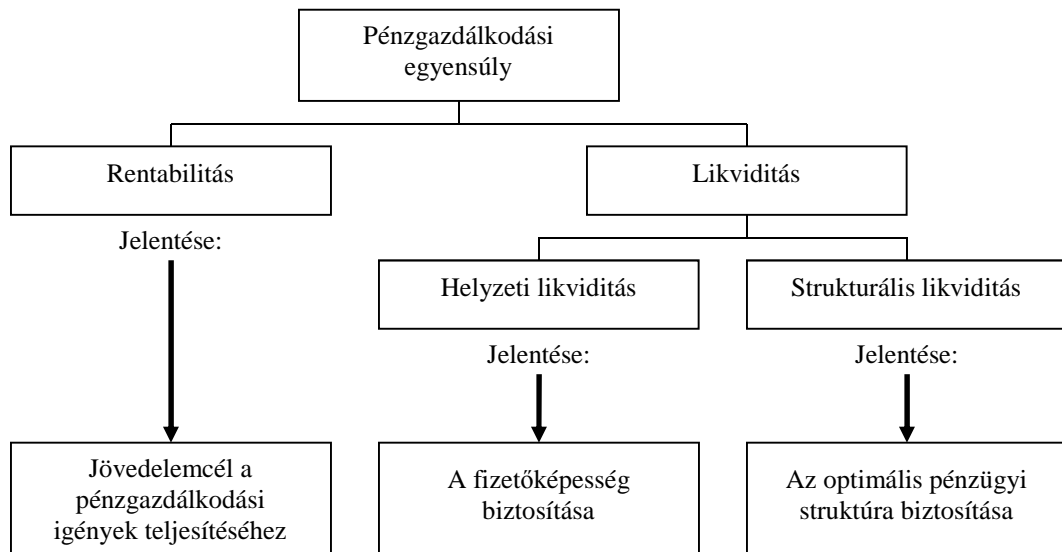 Pénzgazdálkodási
egyensúly
Rentabilitás
Likviditás
Jelentése:
Helyzeti likviditás
Strukturális likviditás
Jelentése:
Jelentése:
Jövedelemcél a
pénzgazdálkodási
igények teljesítéséhez
A fizetőképesség
biztosítása
Az optimális pénzügyi
struktúra biztosítása